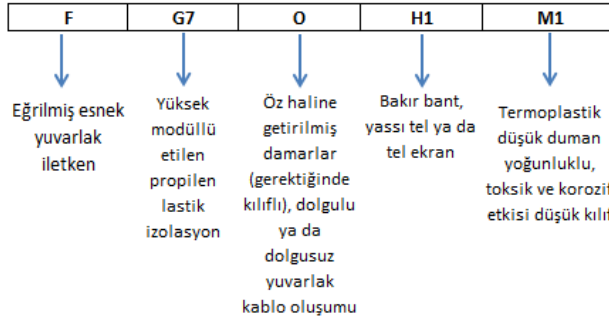 F G7 O H1 M1
Eğrilmiş esnek
yuvarlak
iletken
Yüksek
modüllü
etilen
propilen
lastik
izolasyon
Öz haline
getirilmiş
damarlar
(gerektiğinde
kılıflı), dolgulu
ya da
dolgusuz
yuvarlak
kablo oluşumu
Bakır bant,
yassı tel ya da
tel ekran
Termoplastik
düşük duman
yoğunluklu,
toksik ve korozif
etkisi düşük kılıf